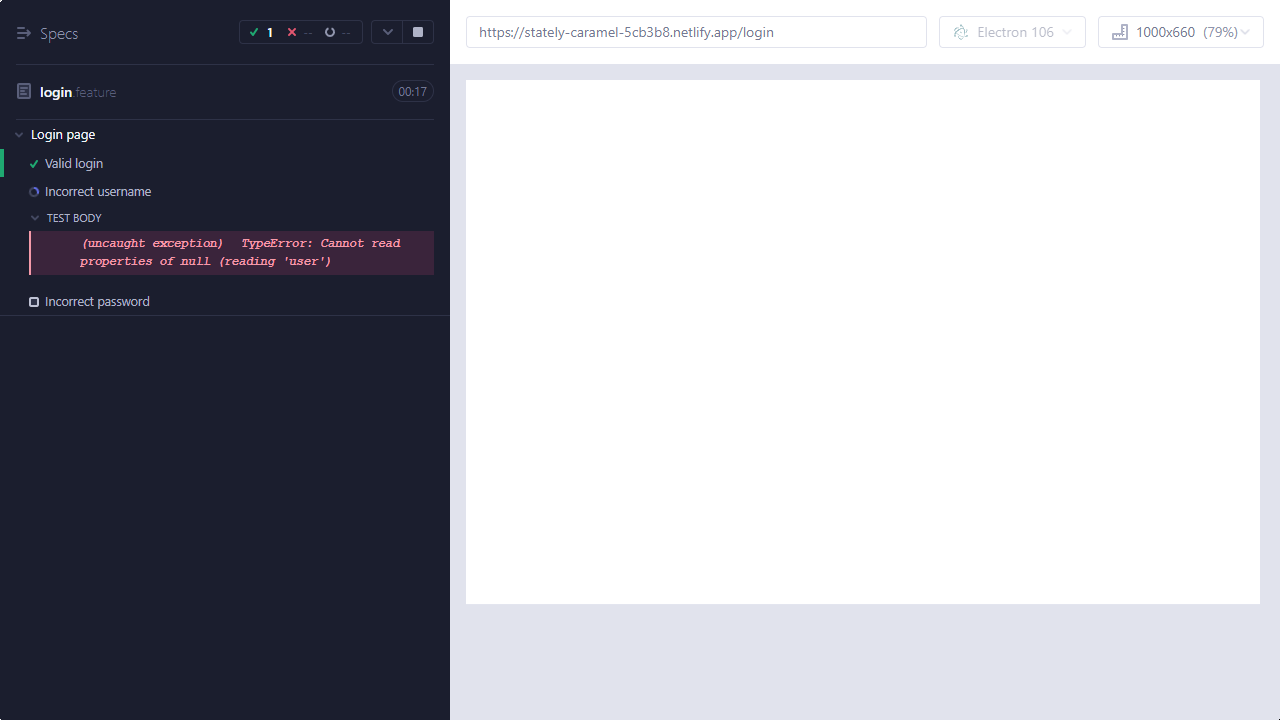 Specs
1
--
--
https://stately-caramel-5cb3b8.netlify.app/login
Electron 106
1000x660 (79%)
login.feature
00:17
Login page
Valid login
Incorrect username
TEST BODY
(uncaught exception) TypeError: Cannot read
properties of null (reading 'user')
Incorrect password